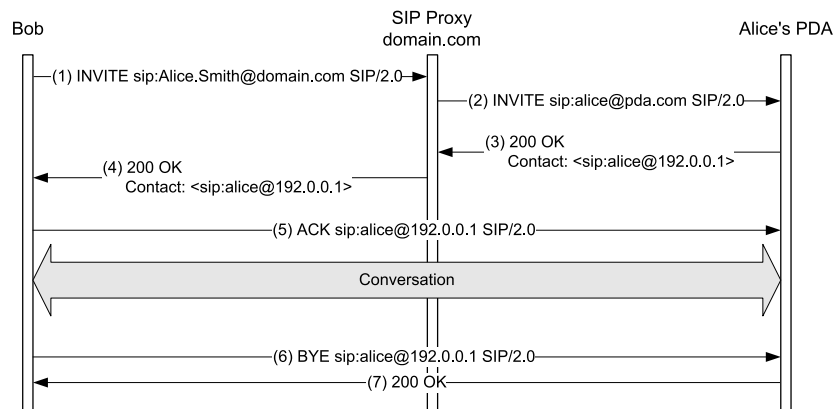 Bob
SIP Proxy
domain.com
Alice's PDA
(1) INVITE sip:Alice.Smith@domain.com SIP/2.0
(2) INVITE sip:alice@pda.com SIP/2.0
(3) 200 OK
Contact: <sip:alice@192.0.0.1>
(4) 200 OK
Contact: <sip:alice@192.0.0.1>
(5) ACK sip:alice@192.0.0.1 SIP/2.0
Conversation
(6) BYE sip:alice@192.0.0.1 SIP/2.0
(7) 200 OK